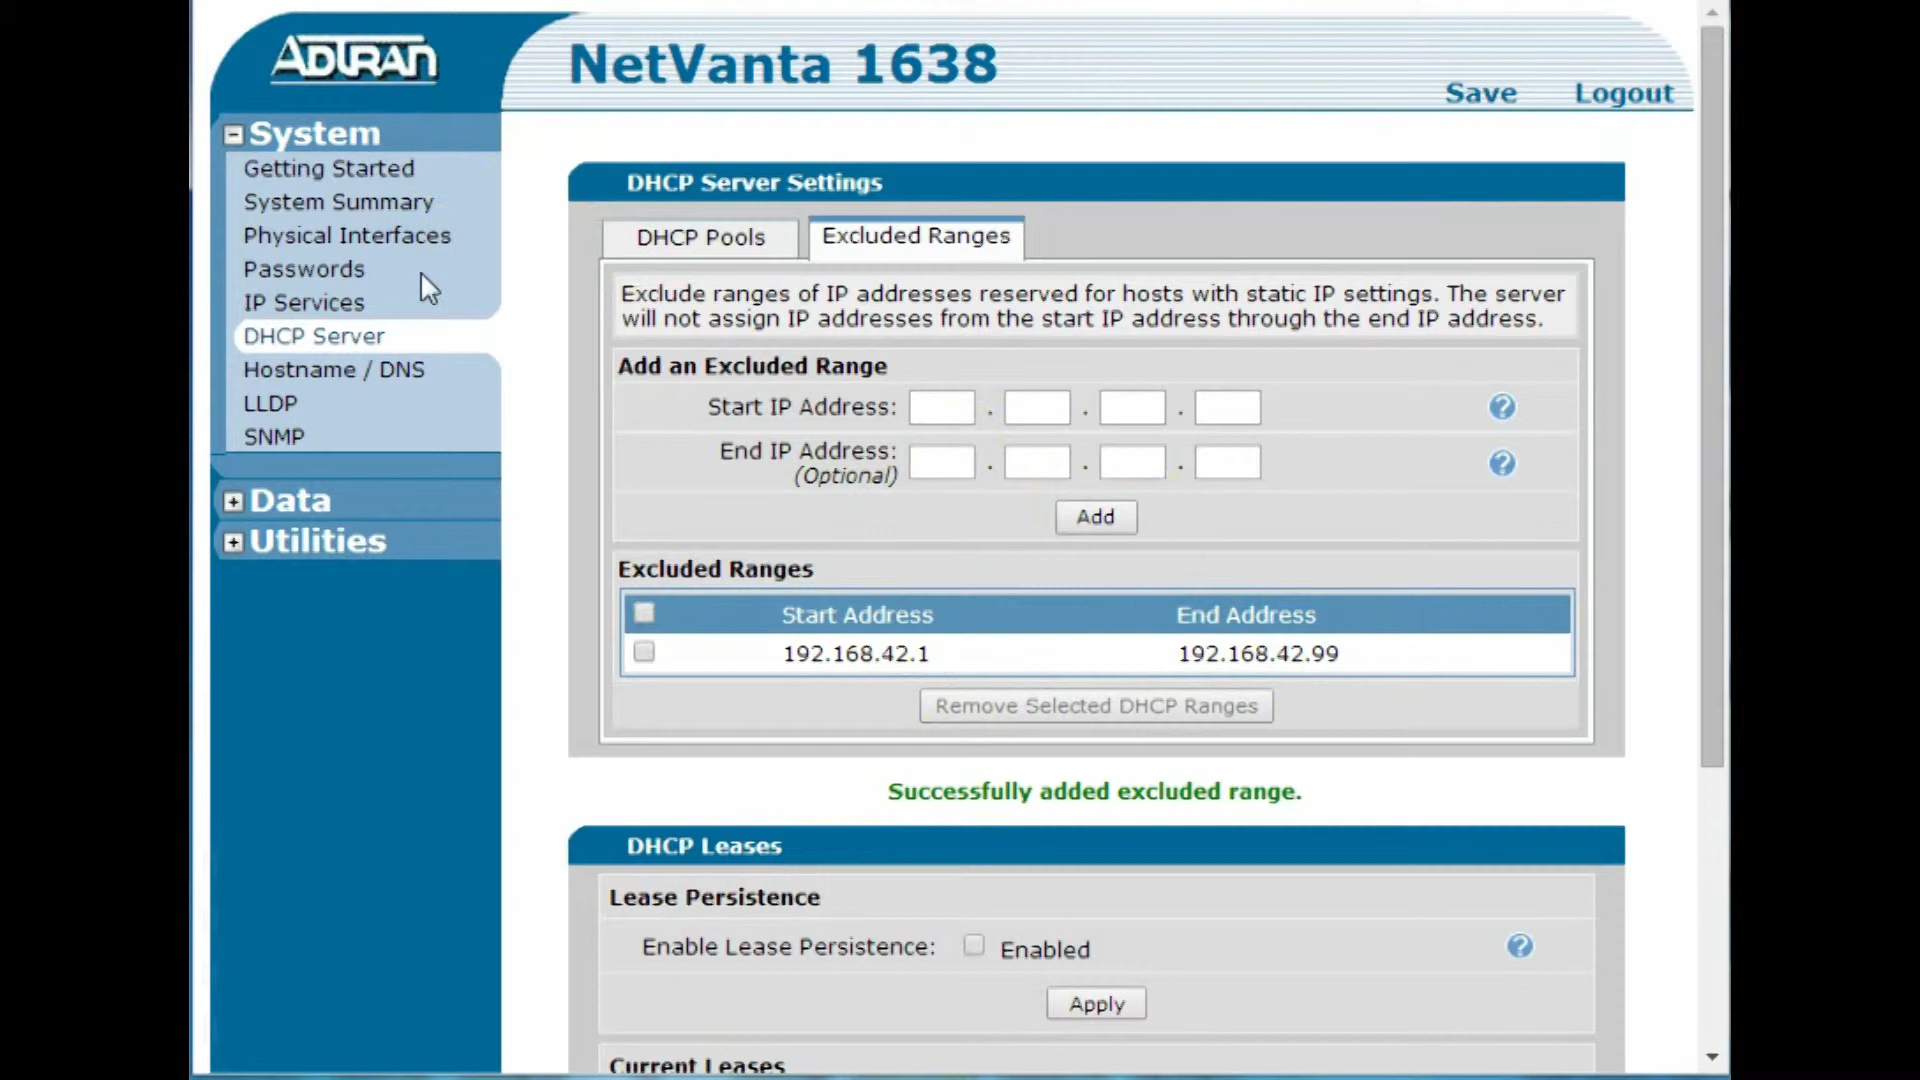 ADTRAN
NetVanta 1638
Save Logout
System
Getting Started
System Summary
Physical Interfaces
Passwords
IP Services
DHCP Server
Hostname / DNS
LLDP
SNMP
Data
Utilities
DHCP Server Settings
DHCP Pools Excluded Ranges
Exclude ranges of IP addresses reserved for hosts with static IP settings. The server
will not assign IP addresses from the start IP address through the end IP address.
Add an Excluded Range
Start IP Address: . . .
End IP Address: . . .
(Optional)
Add
Excluded Ranges
Start Address End Address
192.168.42.1 192.168.42.99
Remove Selected DHCP Ranges
Successfully added excluded range.
DHCP Leases
Lease Persistence
Enable Lease Persistence: Enabled
Apply
Current Leases